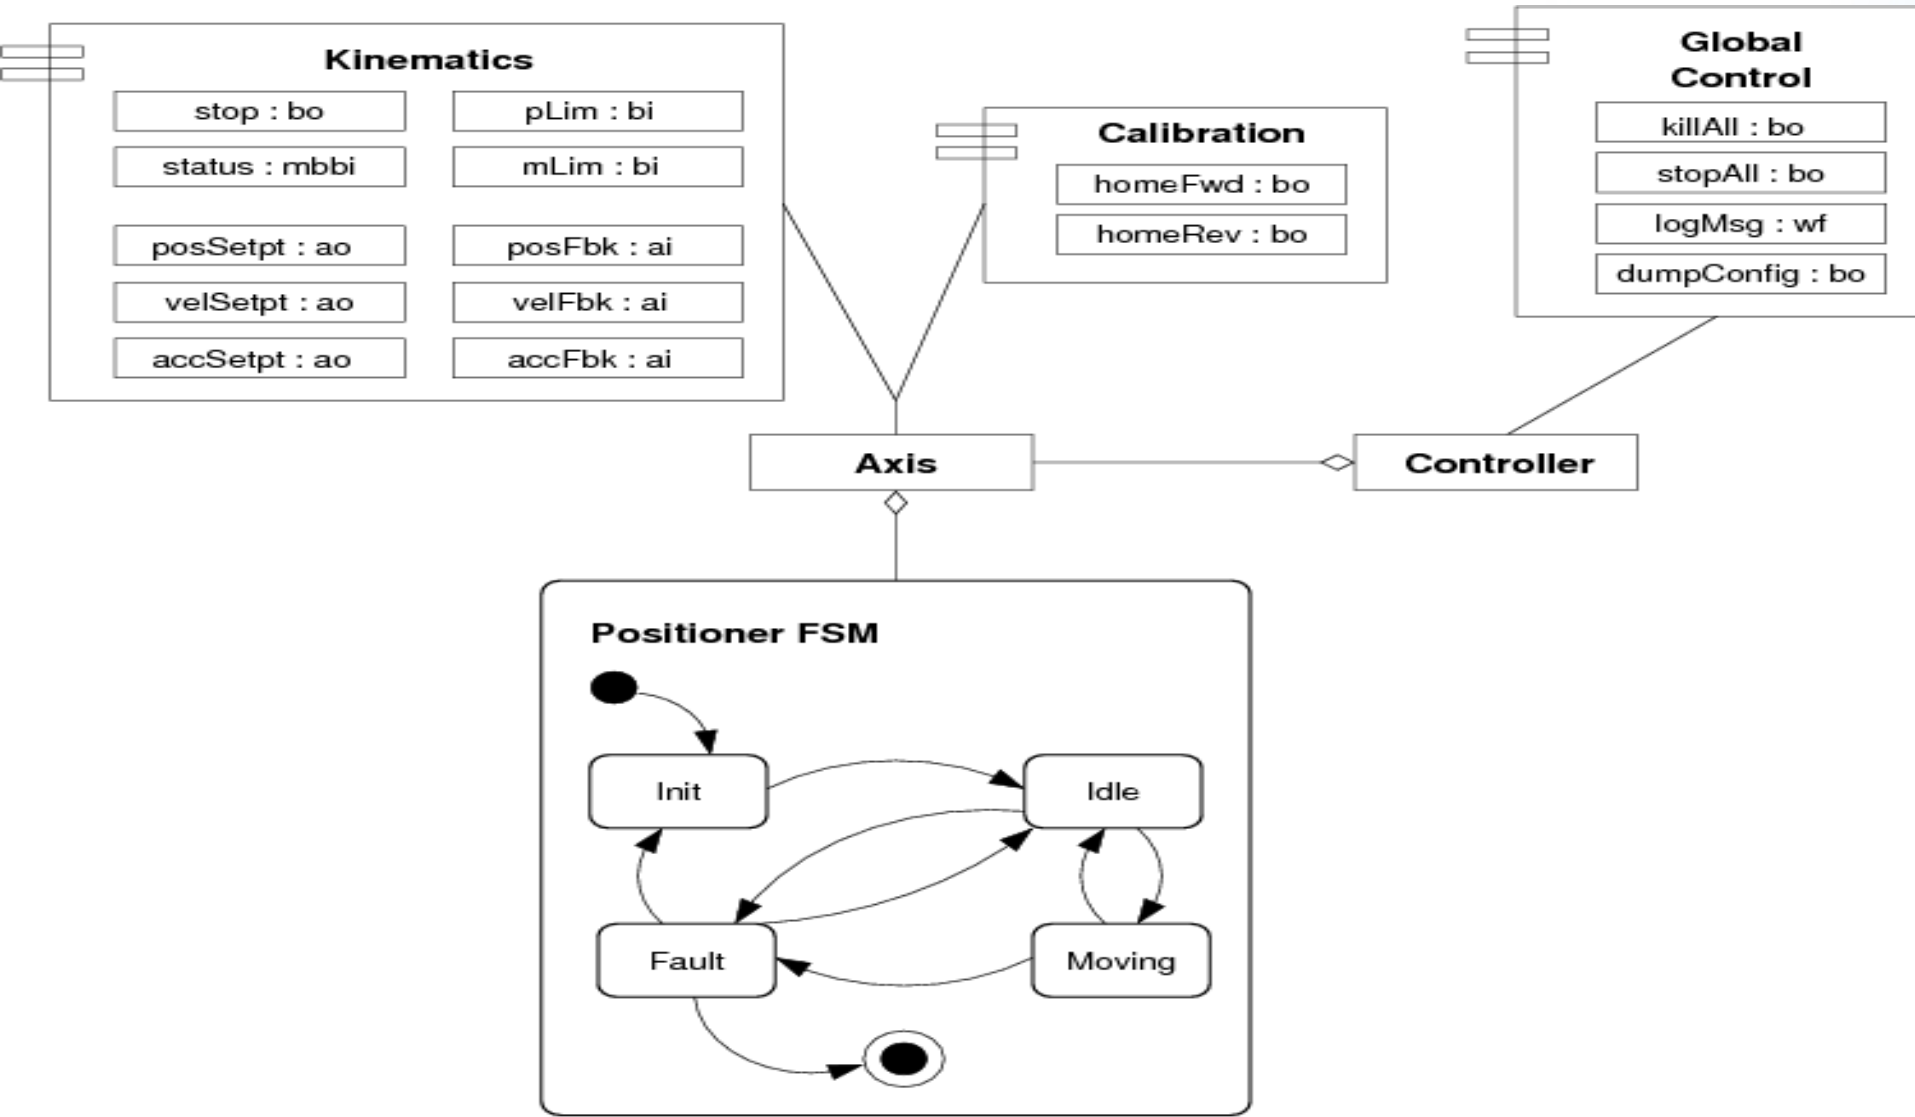 Kinematics
stop : bo
pLim : bi
status : mbbi
mLim : bi
posSetpt : ao
posFbk : ai
velSetpt : ao
velFbk : ai
accSetpt : ao
accFbk : ai
Calibration
homeFwd : bo
homeRev : bo
Global
Control
killAll : bo
stopAll : bo
logMsg : wf
dumpConfig : bo
Axis
Controller
Positioner FSM
Init
Idle
Fault
Moving